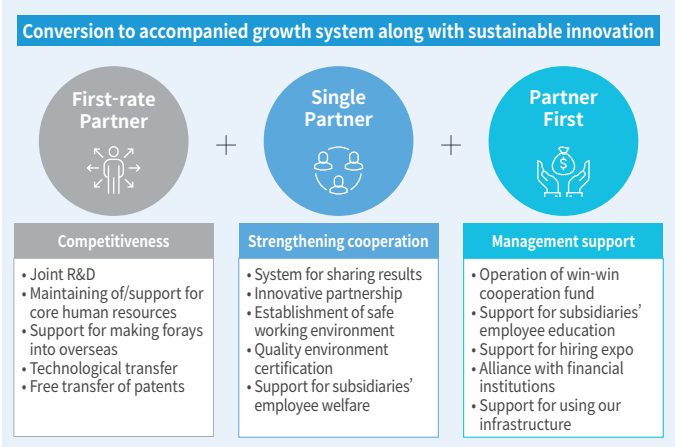 Conversion to accompanied growth system along with sustainable innovation
First-rate
Partner
+
Single
Partner
+
Partner
First
$
Competitiveness
• Joint R&D
• Maintaining of/support for
core human resources
• Support for making forays
into overseas
• Technological transfer
• Free transfer of patents
Strengthening cooperation
• System for sharing results
• Innovative partnership
• Establishment of safe
working environment
• Quality environment
certification
• Support for subsidiaries'
employee welfare
Management support
• Operation of win-win
cooperation fund
• Support for subsidiaries'
employee education
• Support for hiring expo
• Alliance with financial
institutions
• Support for using our
infrastructure